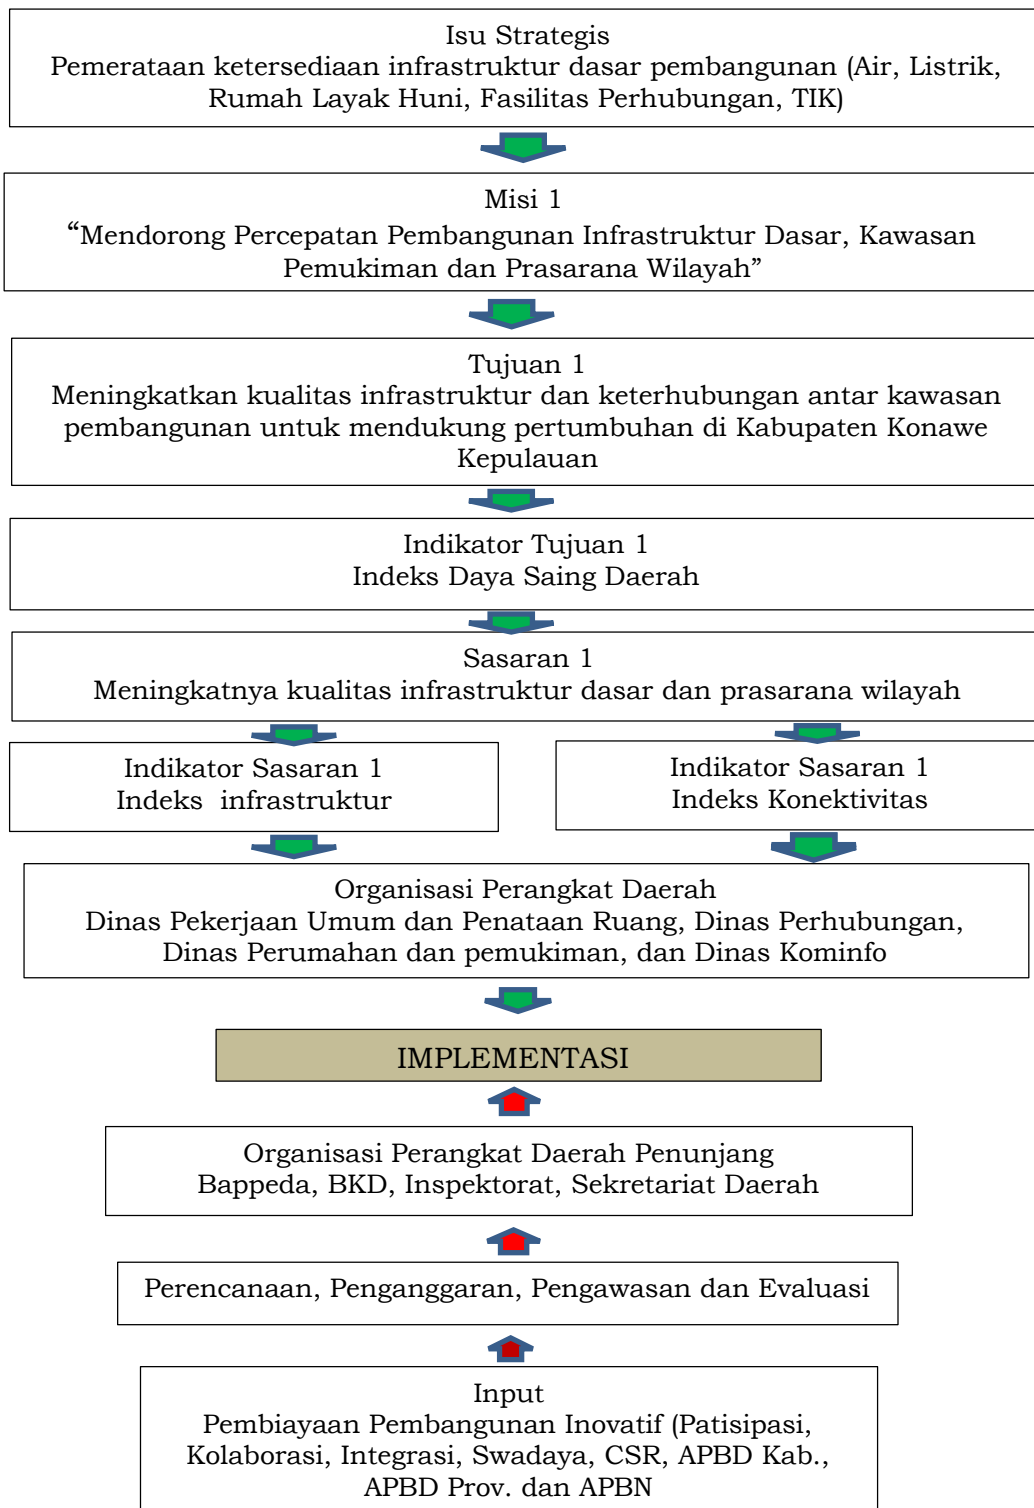 Isu Strategis
Pemerataan ketersediaan infrastruktur dasar pembangunan (Air, Listrik,
Rumah Layak Huni, Fasilitas Perhubungan, TIK)
Misi 1
“Mendorong Percepatan Pembangunan Infrastruktur Dasar, Kawasan
Pemukiman dan Prasarana Wilayah”
Tujuan 1
Meningkatkan kualitas infrastruktur dan keterhubungan antar kawasan
pembangunan untuk mendukung pertumbuhan di Kabupaten Konawe
Kepulauan
Indikator Tujuan 1
Indeks Daya Saing Daerah
Sasaran 1
Meningkatnya kualitas infrastruktur dasar dan prasarana wilayah
Indikator Sasaran 1
Indeks infrastruktur
Indikator Sasaran 1
Indeks Konektivitas
Organisasi Perangkat Daerah
Dinas Pekerjaan Umum dan Penataan Ruang, Dinas Perhubungan,
Dinas Perumahan dan pemukiman, dan Dinas Kominfo
IMPLEMENTASI
Organisasi Perangkat Daerah Penunjang
Bappeda, BKD, Inspektorat, Sekretariat Daerah
Perencanaan, Penganggaran, Pengawasan dan Evaluasi
Input
Pembiayaan Pembangunan Inovatif (Patisipasi,
Kolaborasi, Integrasi, Swadaya, CSR, APBD Kab.,
APBD Prov. dan APBN